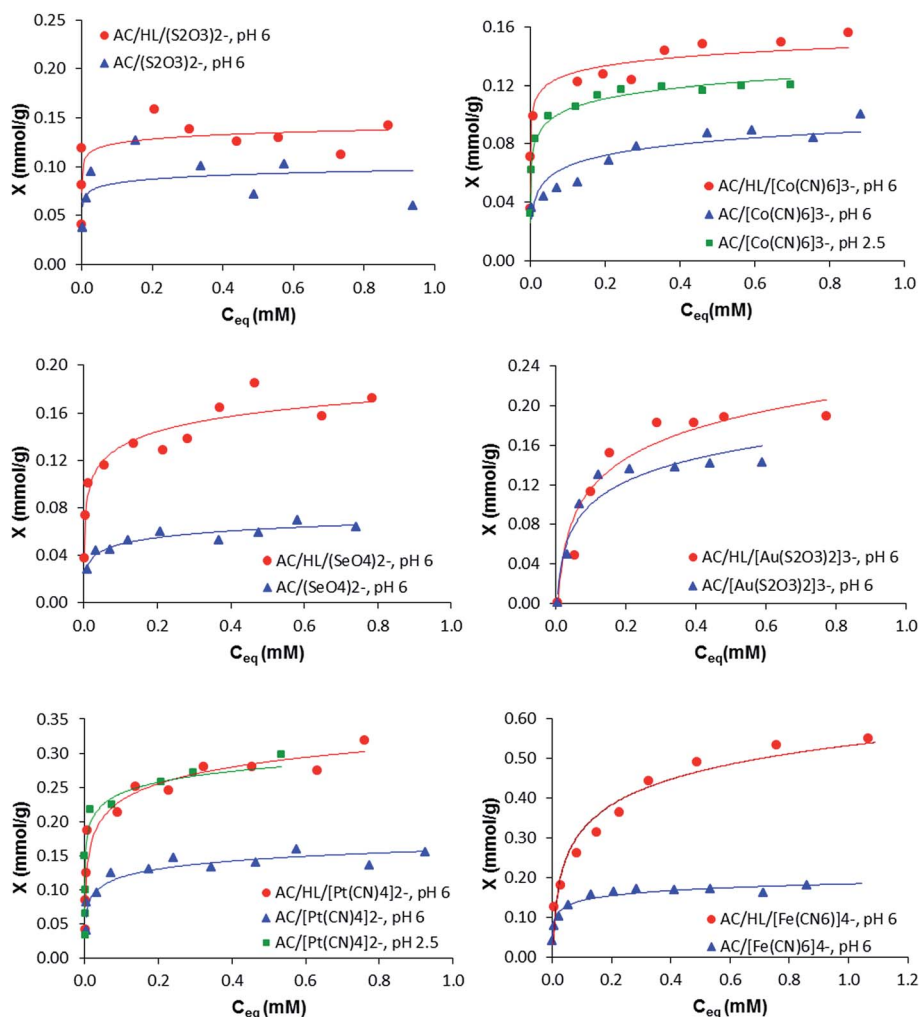 X (mmol/g)
0.20
0.15
0.10
0.05
0.00
AC/HL/(S2O3)2-, pH 6
AC/(S2O3)2-, pH 6
0.0 0.2 0.4 0.6 0.8 1.0
Ceq (mM)
X (mmol/g)
0.16
0.12
0.08
0.04
0.00
AC/HL/[Co(CN)6]3-, pH 6
AC/[Co(CN)6]3-, pH 6
AC/[Co(CN)6]3-, pH 2.5
0.0 0.2 0.4 0.6 0.8 1.0
Ceq(mM)
X (mmol/g)
0.20
0.16
0.12
0.08
0.04
0.00
AC/HL/(SeO4)2-, pH 6
AC/(SeO4)2-, pH 6
0.0 0.2 0.4 0.6 0.8 1.0
Ceq (mM)
X (mmol/g)
0.24
0.20
0.16
0.12
0.08
0.04
0.00
AC/HL/[Au(S2O3)2]3-, pH 6
AC/[Au(S2O3)2]3-, pH 6
0.0 0.2 0.4 0.6 0.8 1.0
Ceq(mM)
X (mmol/g)
0.35
0.30
0.25
0.20
0.15
0.10
0.05
0.00
AC/HL/[Pt(CN)4]2-, pH 6
AC/[Pt(CN)4]2-, pH 6
AC/[Pt(CN)4]2-, pH 2.5
0.0 0.2 0.4 0.6 0.8 1.0
Ceq (mM)
X (mmol/g)
0.60
0.50
0.40
0.30
0.20
0.10
0.00
AC/HL/[Fe(CN6)]4-, pH 6
AC/[Fe(CN)6]4-, pH 6
0.0 0.2 0.4 0.6 0.8 1.0 1.2
Ceq (mM)